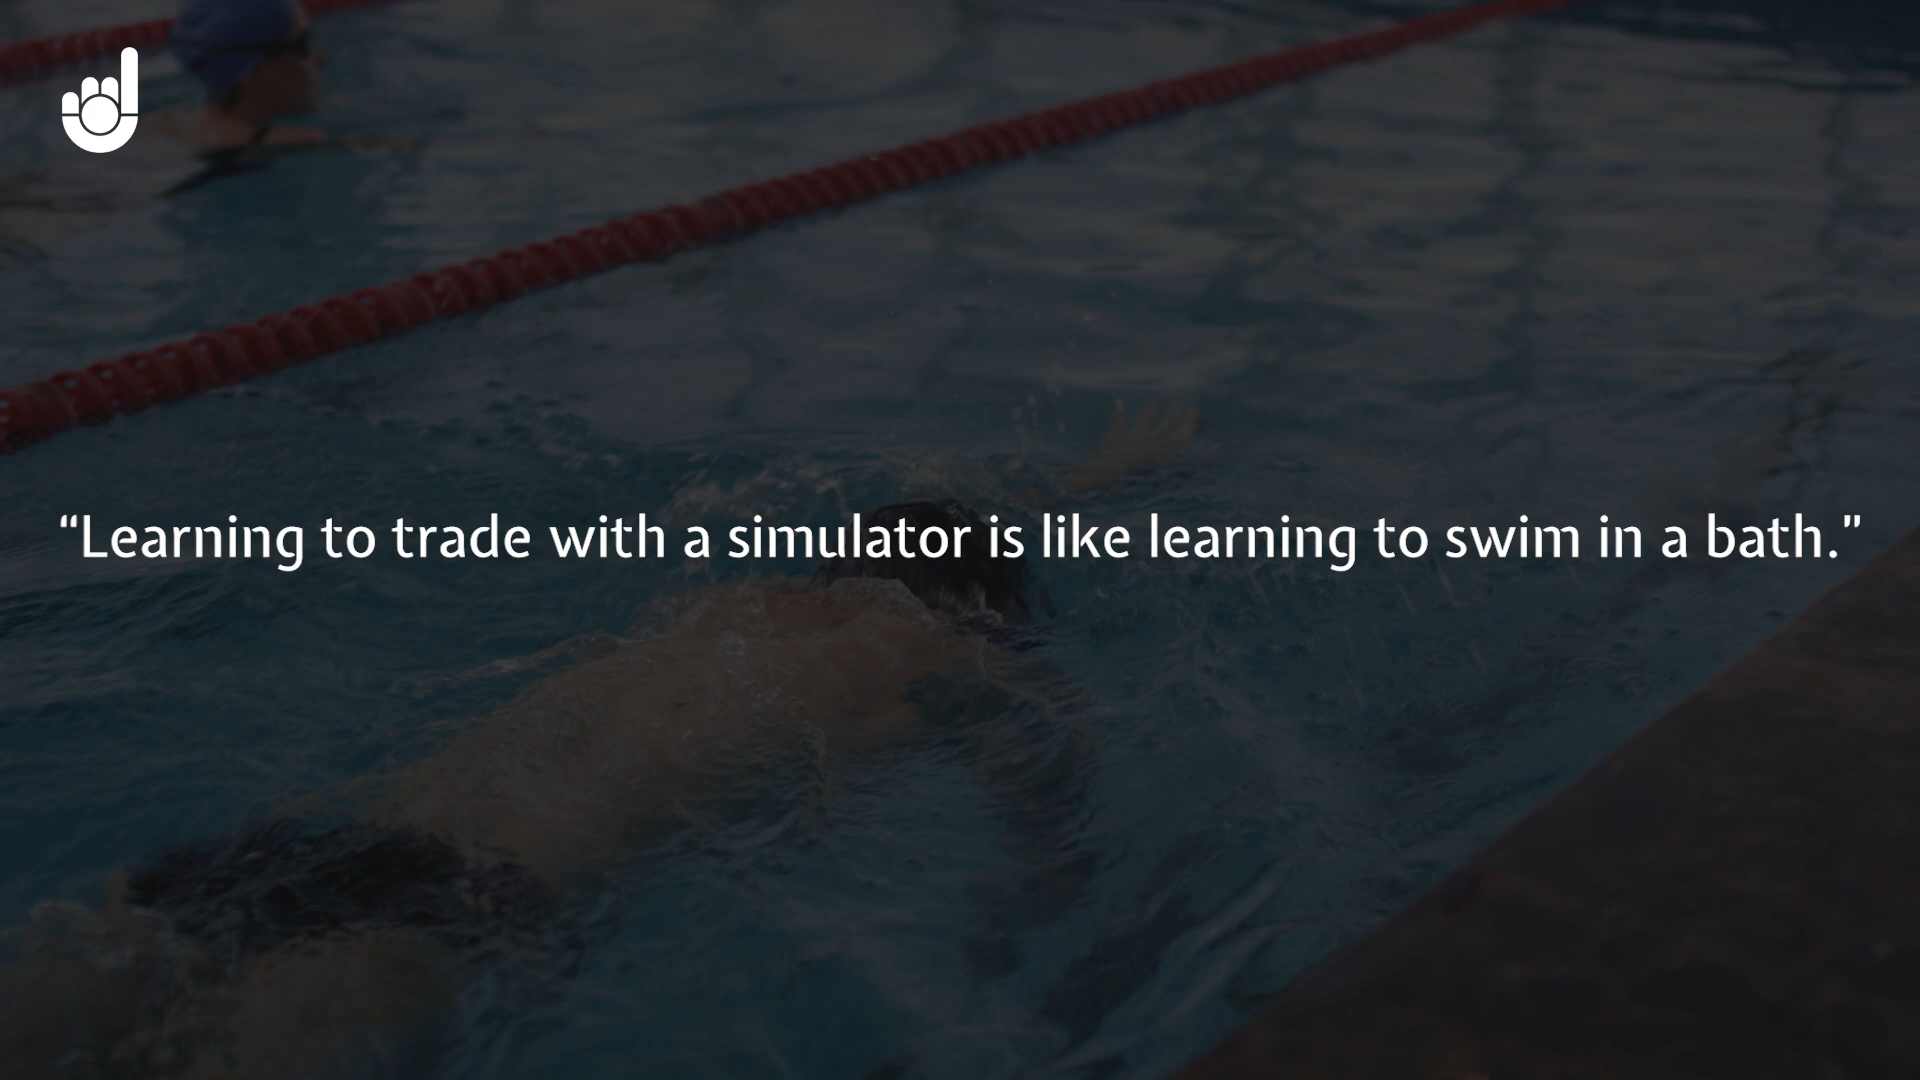 “Learning to trade with a simulator is like learning to swim in a bath.”